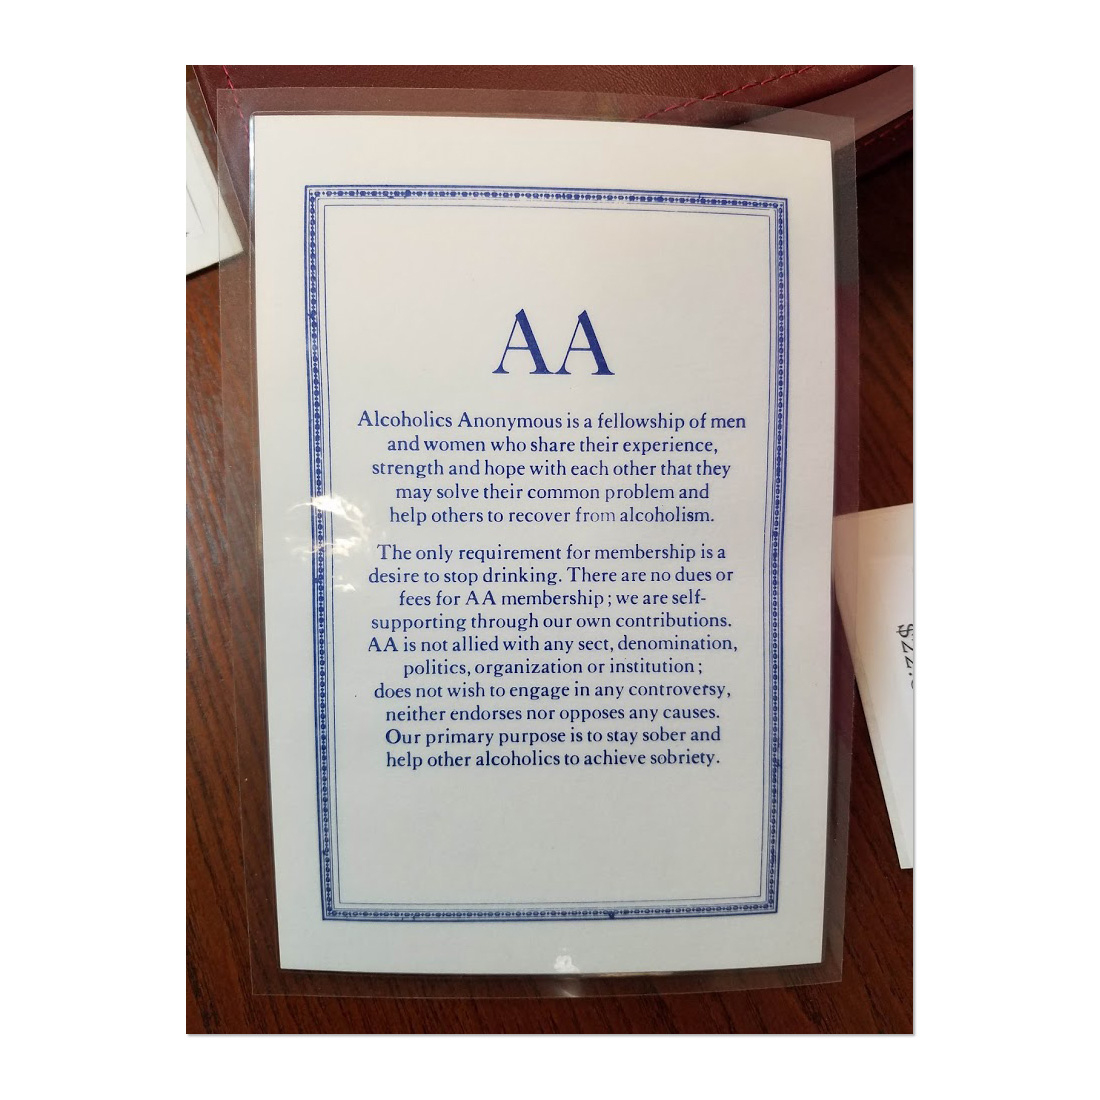 AA
Alcoholics Anonymous is a fellowship of men
and women who share their experience,
strength and hope with each other that they
may solve their common problem and
help others to recover from alcoholism.
The only requirement for membership is a
desire to stop drinking. There are no dues or
fees for AA membership; we are self-
supporting through our own contributions.
AA is not allied with any sect, denomination,
politics, organization or institution;
does not wish to engage in any controversy,
neither endorses nor opposes any causes.
Our primary purpose is to stay sober and
help other alcoholics to achieve sobriety.